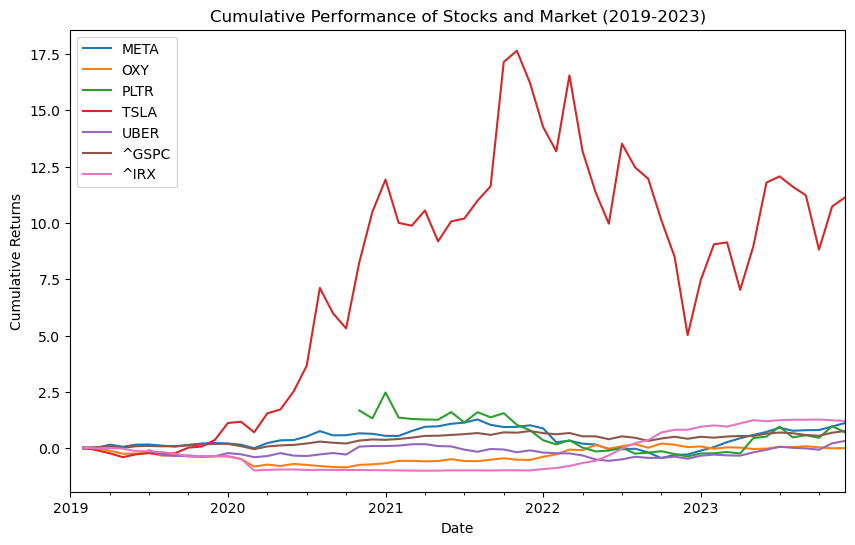 Cumulative Performance of Stocks and Market (2019-2023)
META
OXY
PLTR
TSLA
UBER
^GSPC
^IRX
17.5
15.0
12.5
10.0
7.5
5.0
2.5
0.0
Cumulative Returns
2019
2020
2021
2022
2023
Date